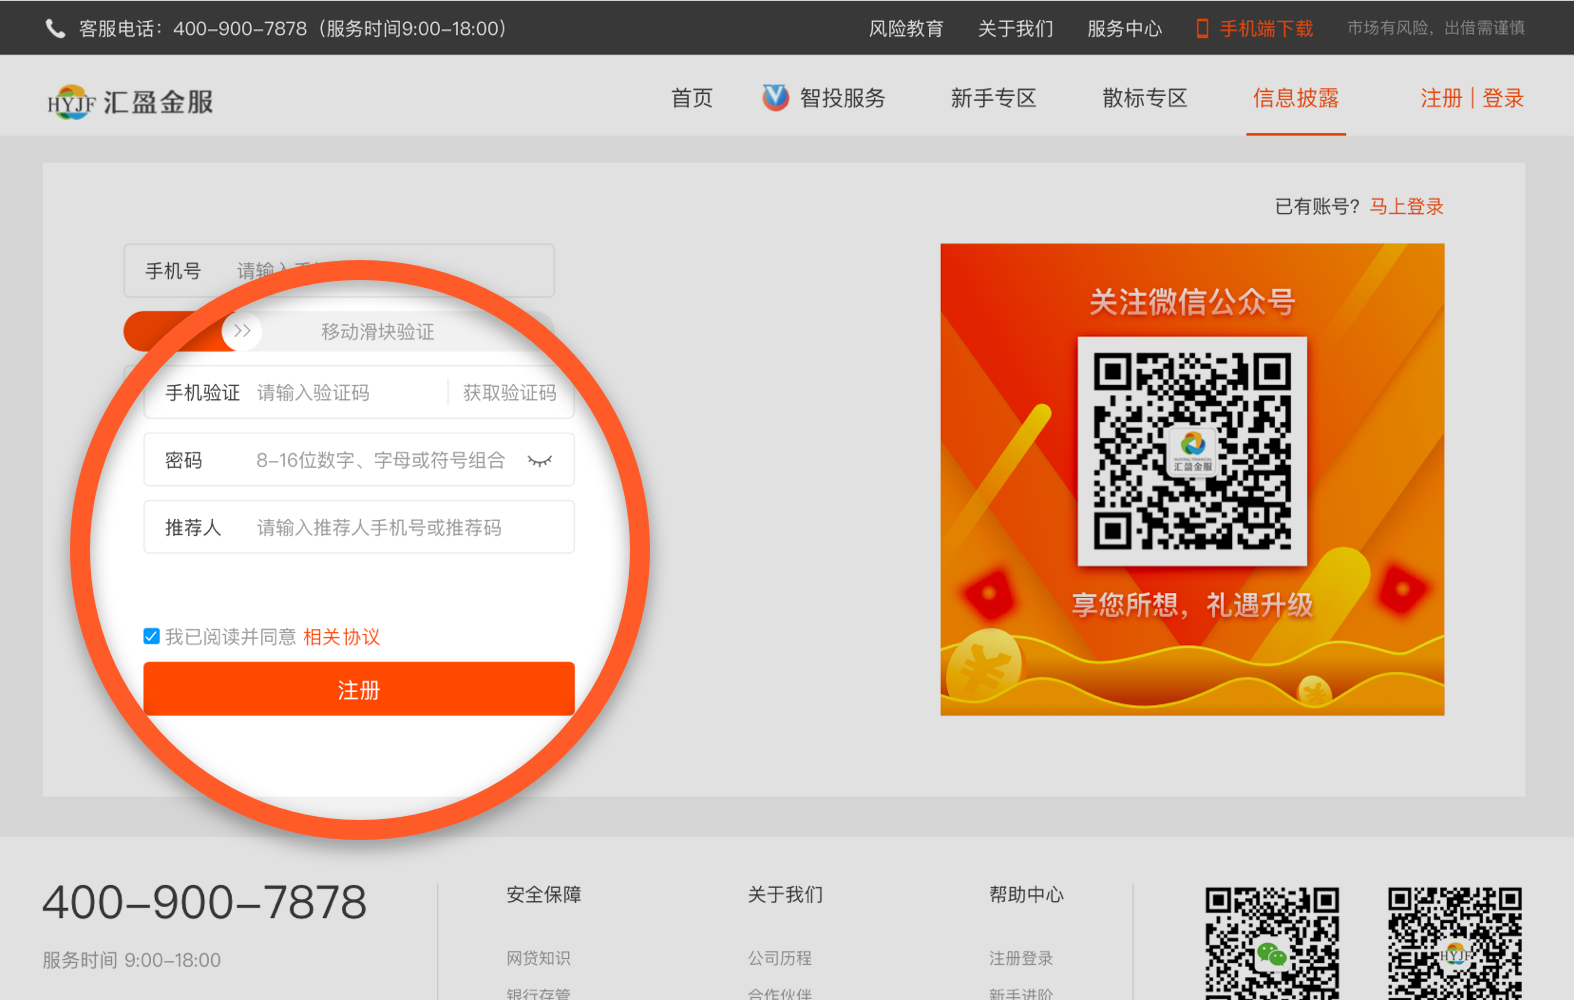 客服电话：400-900-7878（服务时间9:00-18:00）
风险教育
关于我们
服务中心
手机端下载
市场有风险，出借需谨慎
HYJF 汇盈金服
首页
智投服务
新手专区
散标专区
信息披露
注册 | 登录
已有账号？ 马上登录
手机号
请输入手机
>> 移动滑块验证
手机验证 请输入验证码 获取验证码
密码 8-16位数字、字母或符号组合
推荐人 请输入推荐人手机号或推荐码
我已阅读并同意 相关协议
注册
关注微信公众号
汇盈金服
享您所想，礼遇升级
400-900-7878
服务时间 9:00-18:00
安全保障
网贷知识
银行存管
关于我们
公司历程
合作伙伴
帮助中心
注册登录
新手进阶
HYJF